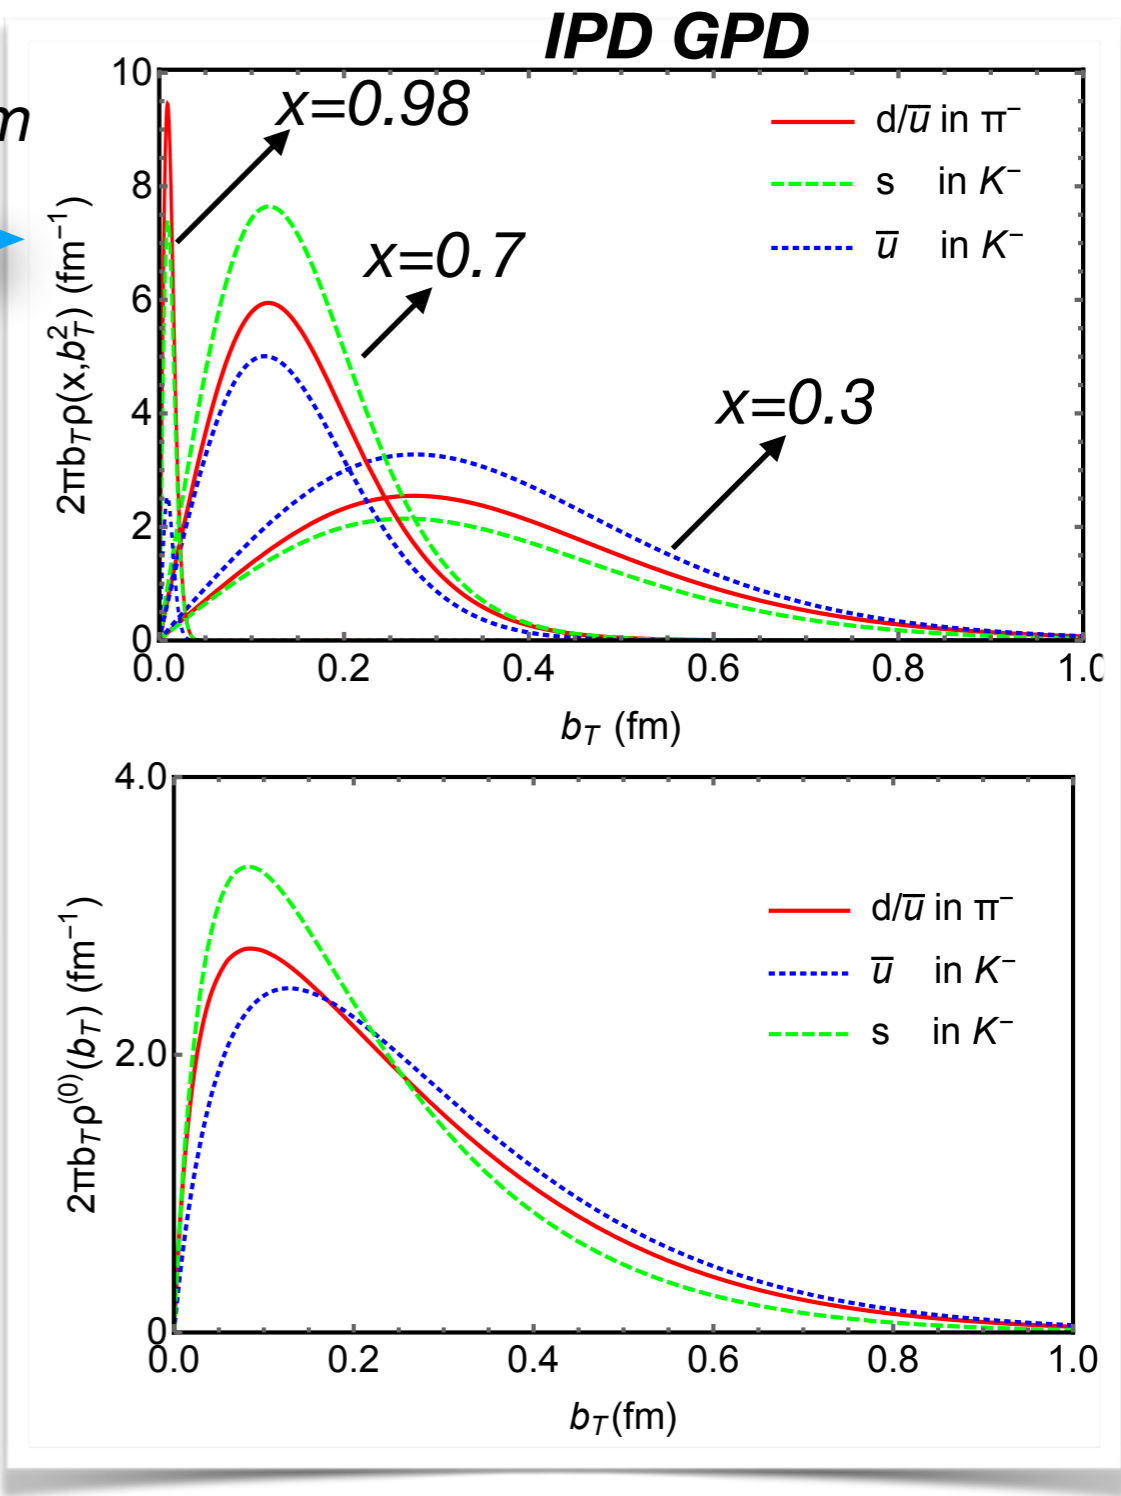 IPD GPD
m
x=0.98
x=0.7
x=0.3
d/u̅ in π⁻
s in K⁻
u̅ in K⁻
2πb_Tρ(x,b_T²) (fm⁻¹)
10
8
6
4
2
0
0.0 0.2 0.4 0.6 0.8 1.0
b_T (fm)
4.0
2.0
0
2πb_Tρ⁽⁰⁾(b_T) (fm⁻¹)
d/u̅ in π⁻
u̅ in K⁻
s in K⁻
0.0 0.2 0.4 0.6 0.8 1.0
b_T(fm)